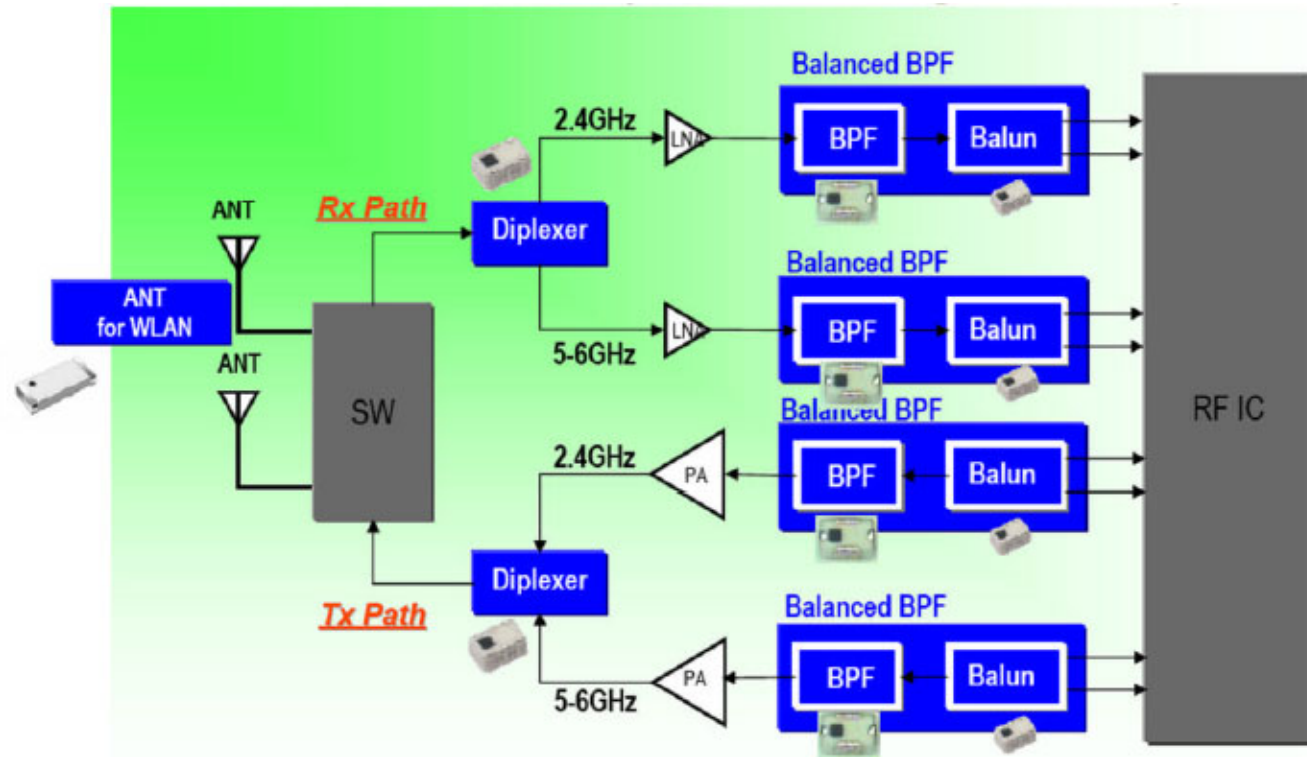 Balanced BPF
2.4GHz
LNA
BPF
Balun
ANT
Rx Path
Diplexer
Balanced BPF
ANT
for WLAN
LNA
BPF
Balun
5-6GHz
ANT
SW
RF IC
Balanced BPF
2.4GHz
PA
BPF
Balun
Diplexer
Tx Path
Balanced BPF
PA
BPF
Balun
5-6GHz